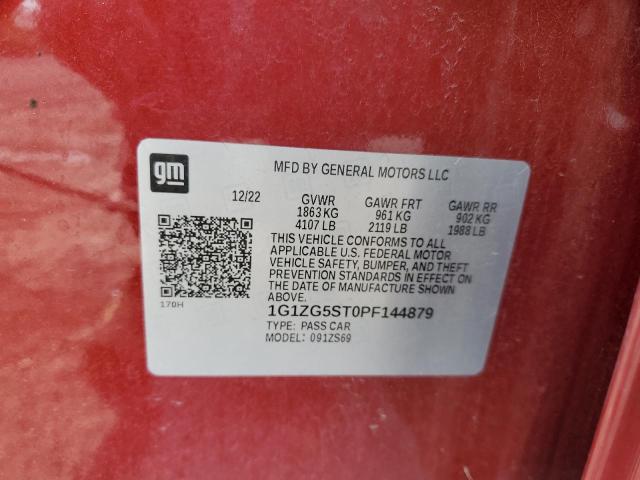 gm
MFD BY GENERAL MOTORS LLC
12/22 GVWR GAWR FRT GAWR RR
1863 KG 961 KG 902 KG
4107 LB 2119 LB 1988 LB
THIS VEHICLE CONFORMS TO ALL
APPLICABLE U.S. FEDERAL MOTOR
VEHICLE SAFETY, BUMPER, AND THEFT
PREVENTION STANDARDS IN EFFECT ON
THE DATE OF MANUFACTURE SHOWN ABOVE.
170H
1G1ZG5ST0PF144879
TYPE: PASS CAR
MODEL: 091ZS69